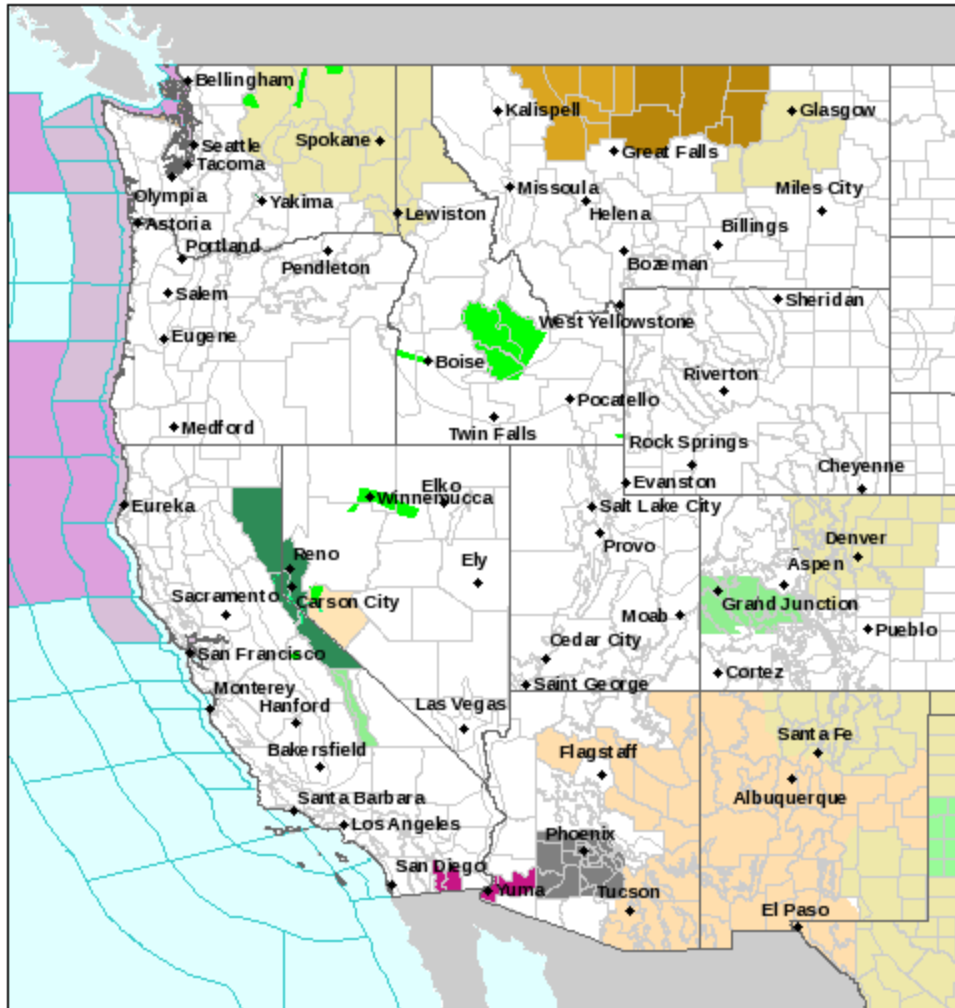 Bellingham
Kalispell
Glasgow
Seattle
Spokane
Great Falls
Tacoma
Olympia
Missoula
Miles City
Yakima
Lewiston
Helena
Astoria
Billings
Portland
Pendleton
Bozeman
Salem
Sheridan
West Yellowstone
Eugene
Boise
Riverton
Pocatello
Medford
Twin Falls
Rock Springs
Cheyenne
Elko
Evanston
Winnemucca
Eureka
Salt Lake City
Denver
Provo
Reno
Ely
Aspen
Sacramento
Carson City
Grand Junction
Moab
Pueblo
Cedar City
San Francisco
Cortez
Saint George
Monterey
Las Vegas
Hanford
Santa Fe
Bakersfield
Flagstaff
Santa Barbara
Albuquerque
Los Angeles
Phoenix
San Diego
Yuma
Tucson
El Paso